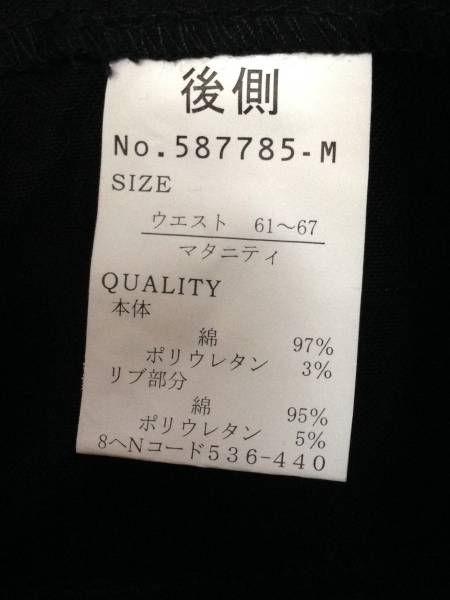 後側
No.587785-M
SIZE
ウエスト 61〜67
マタニティ
QUALITY
本体
綿 97%
ポリウレタン 3%
リブ部分
綿 95%
ポリウレタン 5%
8ヘNコード536-440